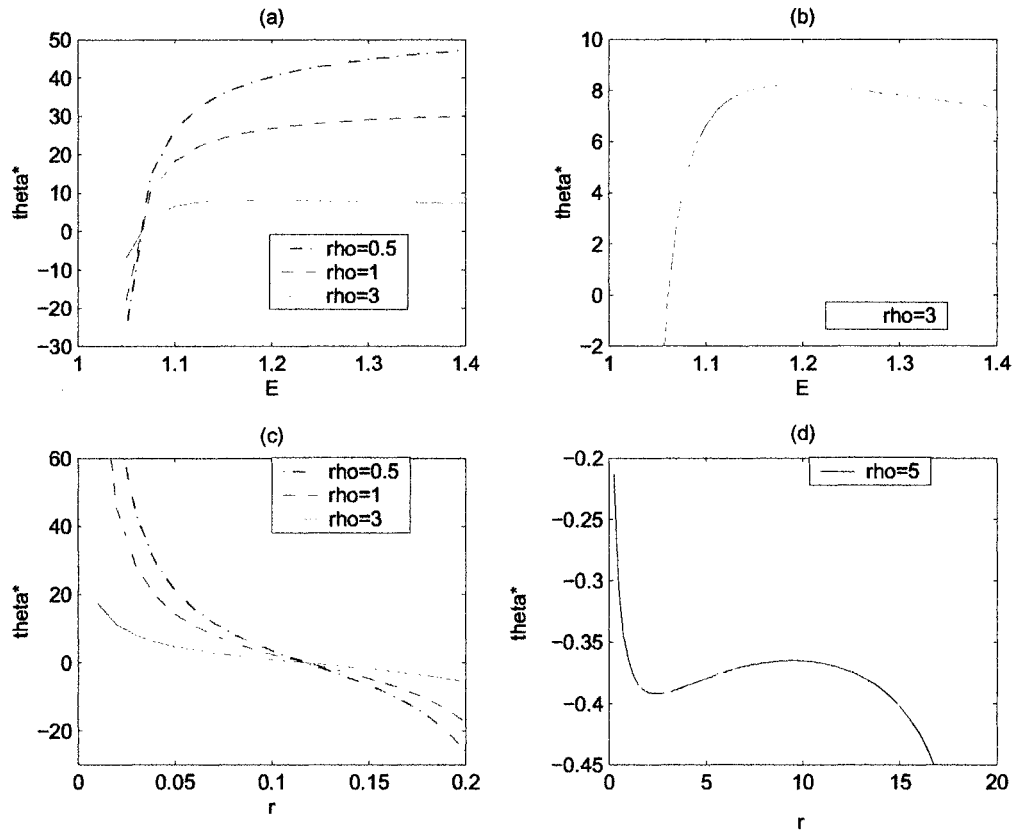 (a)
50
40
30
20
10
0
−10
−20
−30
theta*
1
1.1
1.2
1.3
1.4
E
rho=0.5
rho=1
rho=3
(b)
10
8
6
4
2
0
−2
theta*
1
1.1
1.2
1.3
1.4
E
rho=3
(c)
60
40
20
0
−20
theta*
0
0.05
0.1
0.15
0.2
r
rho=0.5
rho=1
rho=3
(d)
−0.2
−0.25
−0.3
−0.35
−0.4
−0.45
theta*
0
5
10
15
20
r
rho=5